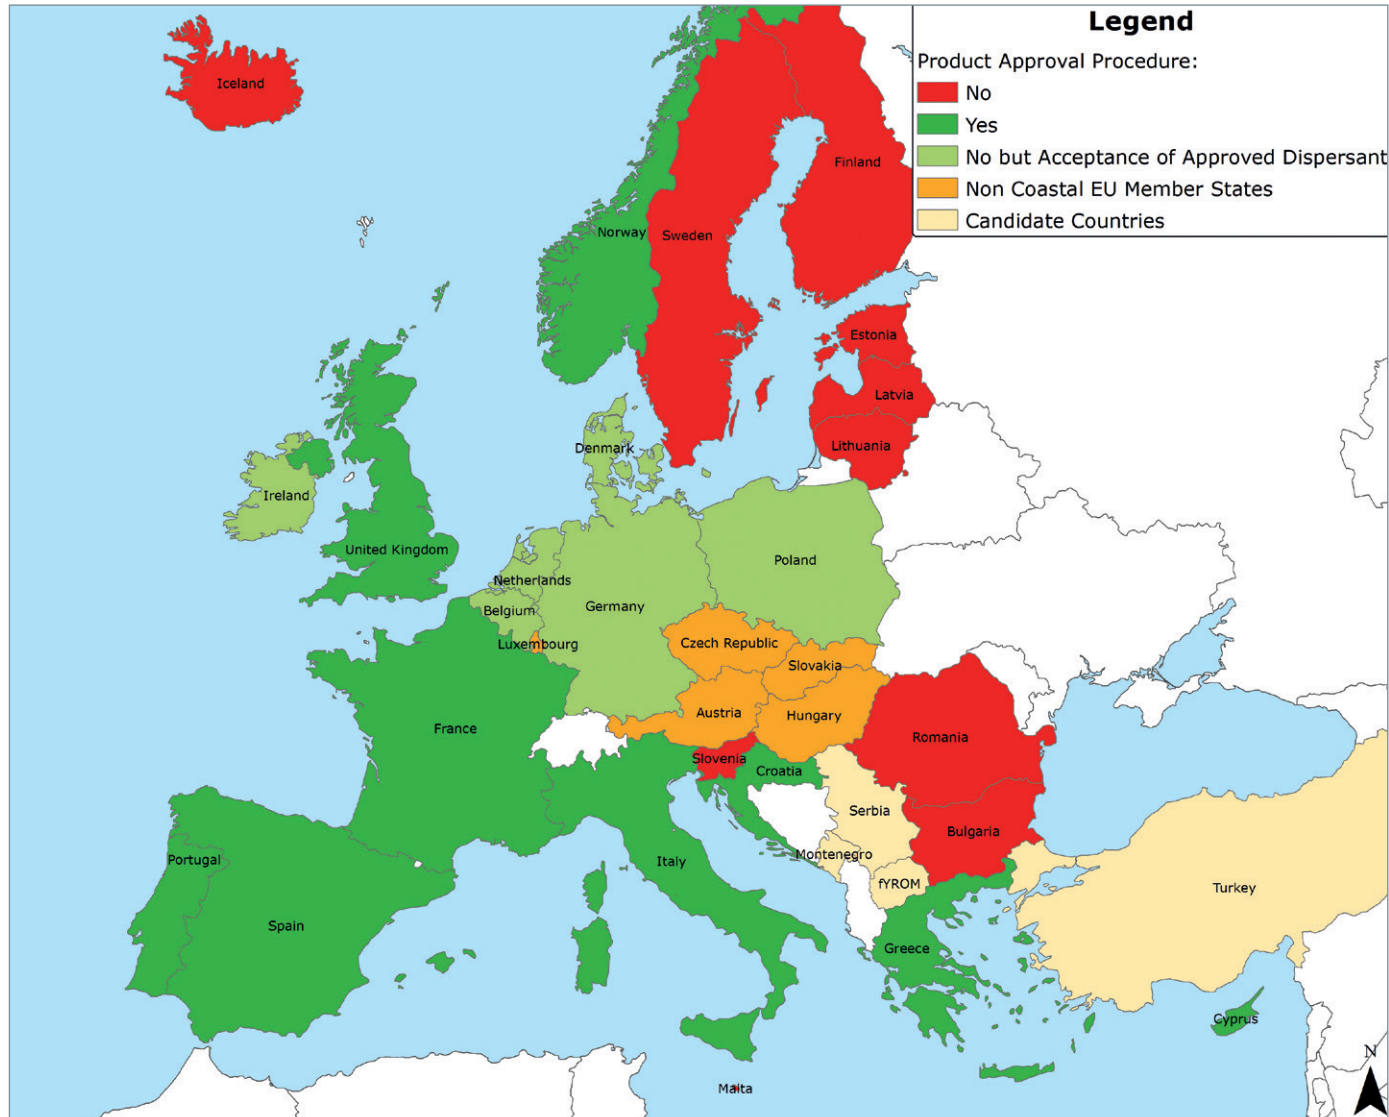 Legend
Product Approval Procedure:
No
Yes
No but Acceptance of Approved Dispersant
Non Coastal EU Member States
Candidate Countries
Iceland
Finland
Norway
Sweden
Estonia
Latvia
Lithuania
Denmark
Ireland
United Kingdom
Poland
Netherlands
Germany
Belgium
Luxembourg
Czech Republic
Slovakia
Austria
Hungary
France
Romania
Slovenia
Croatia
Serbia
Bulgaria
Montenegro
Portugal
Italy
fYROM
Turkey
Spain
Greece
Cyprus
N
Malta